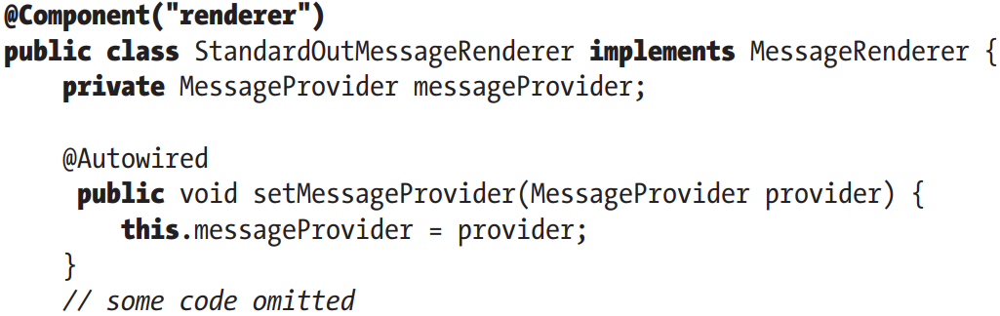 @Component("renderer")
public class StandardOutMessageRenderer implements MessageRenderer {
private MessageProvider messageProvider;
@Autowired
public void setMessageProvider(MessageProvider provider) {
this.messageProvider = provider;
}
// some code omitted